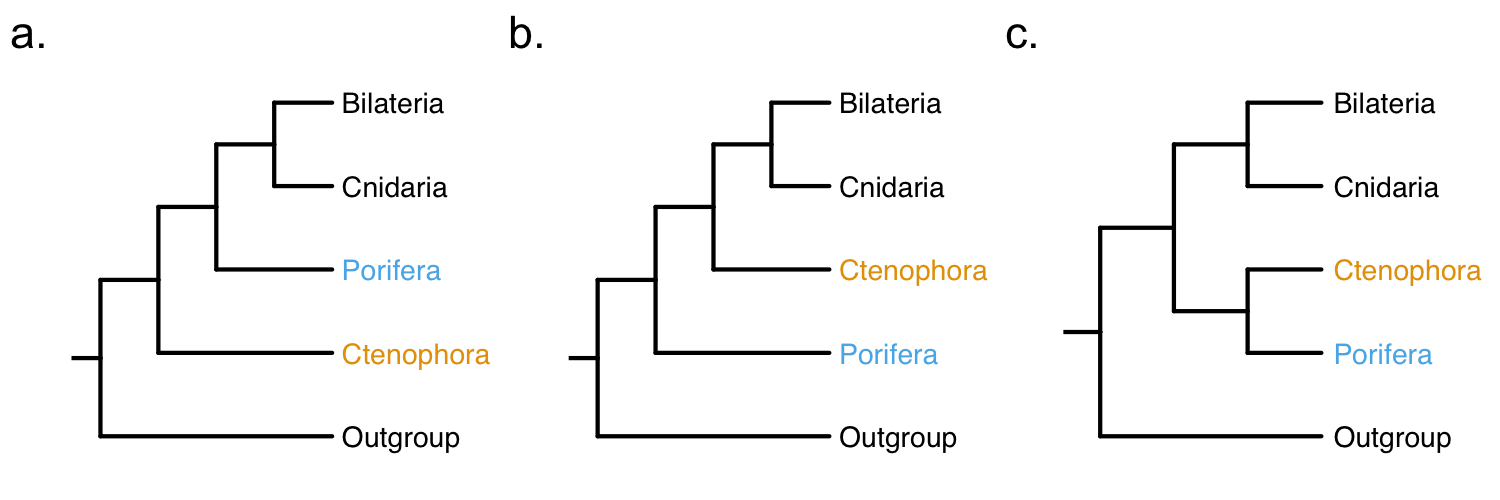 a.
Bilateria
Cnidaria
Porifera
Ctenophora
Outgroup
b.
Bilateria
Cnidaria
Ctenophora
Porifera
Outgroup
c.
Bilateria
Cnidaria
Ctenophora
Porifera
Outgroup